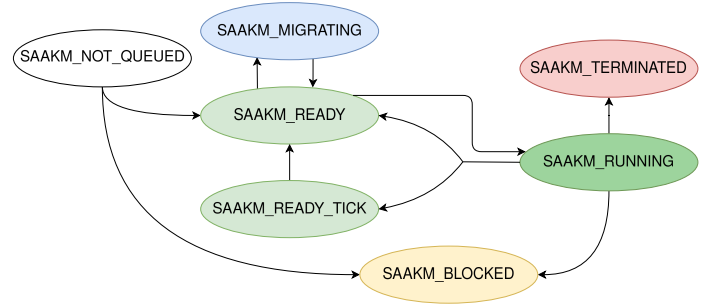 SAAKM_MIGRATING
SAAKM_NOT_QUEUED
SAAKM_TERMINATED
SAAKM_READY
SAAKM_RUNNING
SAAKM_READY_TICK
SAAKM_BLOCKED